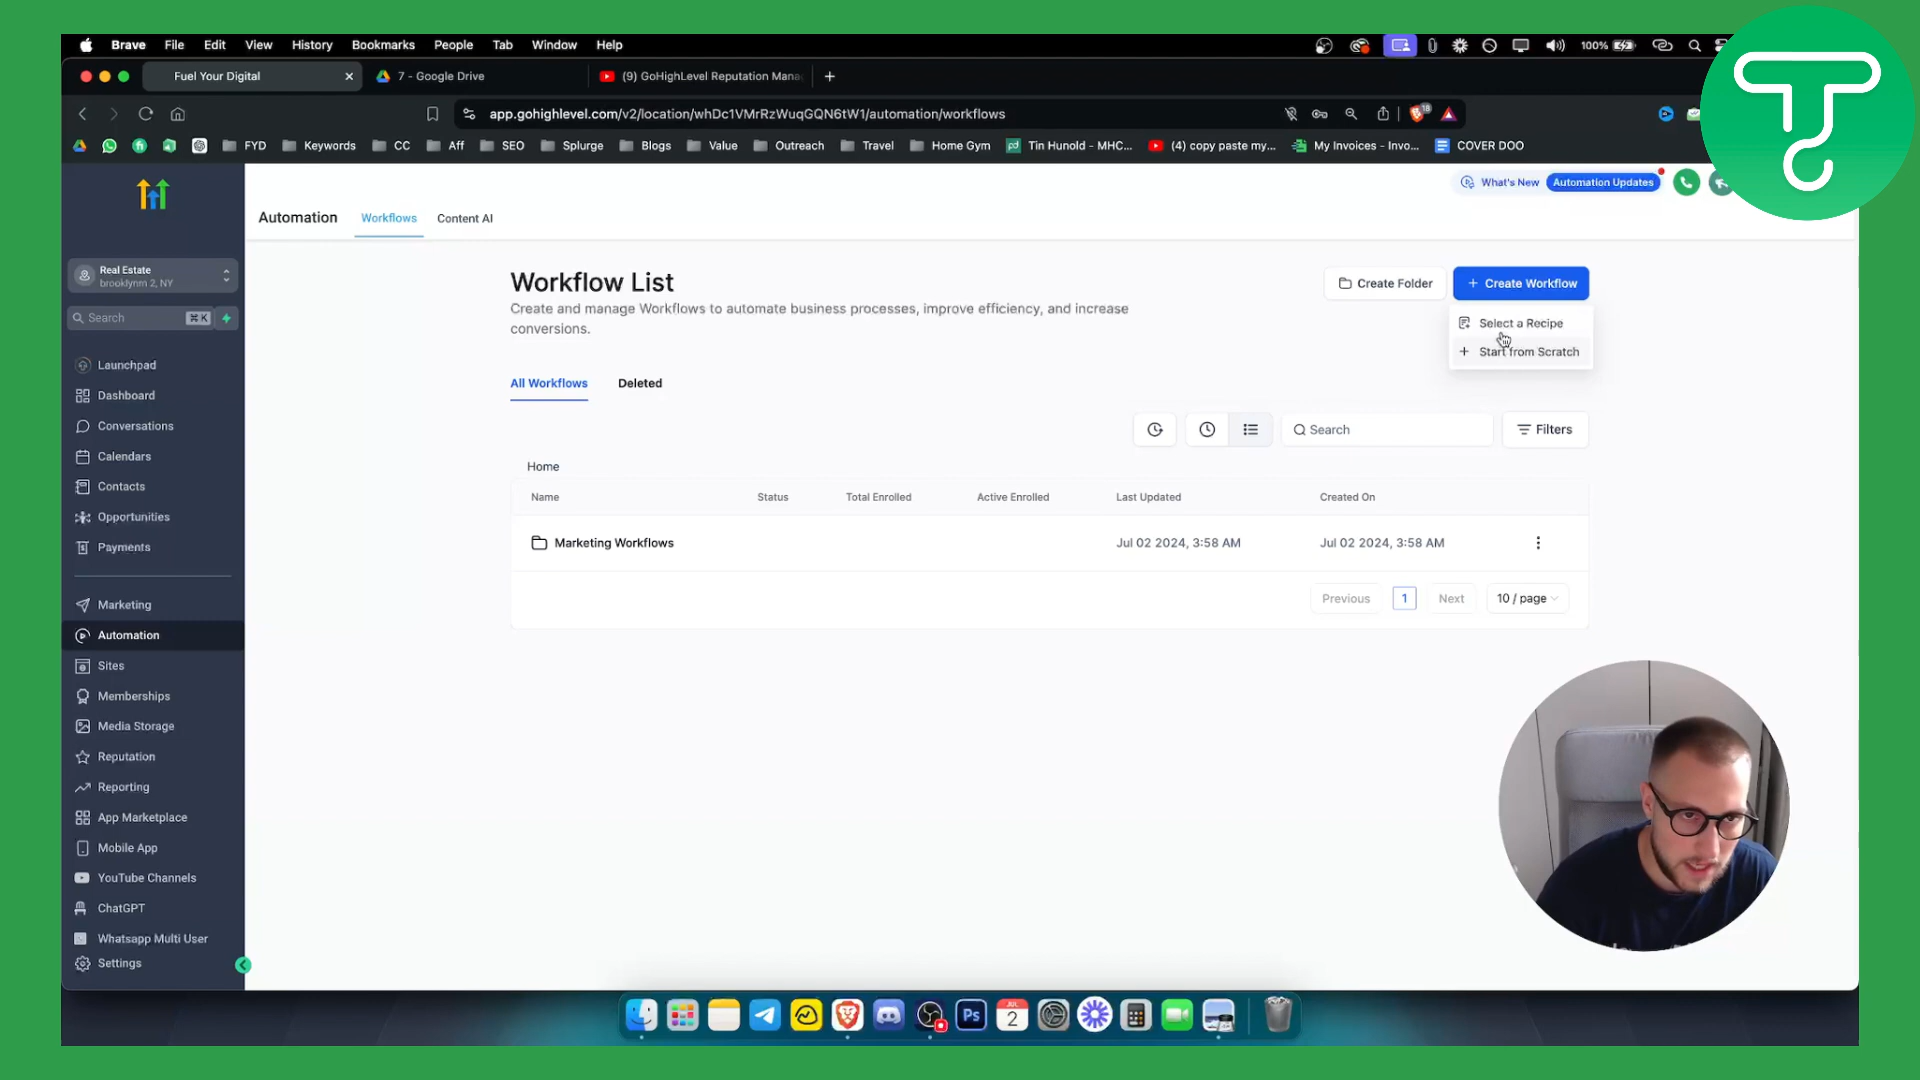 Brave File Edit View History Bookmarks People Tab Window Help
100%
Fuel Your Digital
7 - Google Drive
(9) GoHighLevel Reputation Mana
app.gohighlevel.com/v2/location/whDc1VMrRzWuqGQN6tW1/automation/workflows
18
FYD Keywords CC Aff SEO Splurge Blogs Value Outreach Travel Home Gym Tin Hunold - MHC... (4) copy paste my... My Invoices - Invo... COVER DOO
What's New
Automation Updates
Automation
Workflows
Content AI
Real Estate
brooklynm 2, NY
Search
⌘ K
Launchpad
Dashboard
Conversations
Calendars
Contacts
Opportunities
Payments
Marketing
Automation
Sites
Memberships
Media Storage
Reputation
Reporting
App Marketplace
Mobile App
YouTube Channels
ChatGPT
Whatsapp Multi User
Settings
Workflow List
Create and manage Workflows to automate business processes, improve efficiency, and increase
conversions.
Create Folder
+ Create Workflow
Select a Recipe
+ Start from Scratch
All Workflows
Deleted
Search
Filters
Home
Name Status Total Enrolled Active Enrolled Last Updated Created On
Marketing Workflows Jul 02 2024, 3:58 AM Jul 02 2024, 3:58 AM
Previous 1 Next 10 / page
Ps
JUL
2